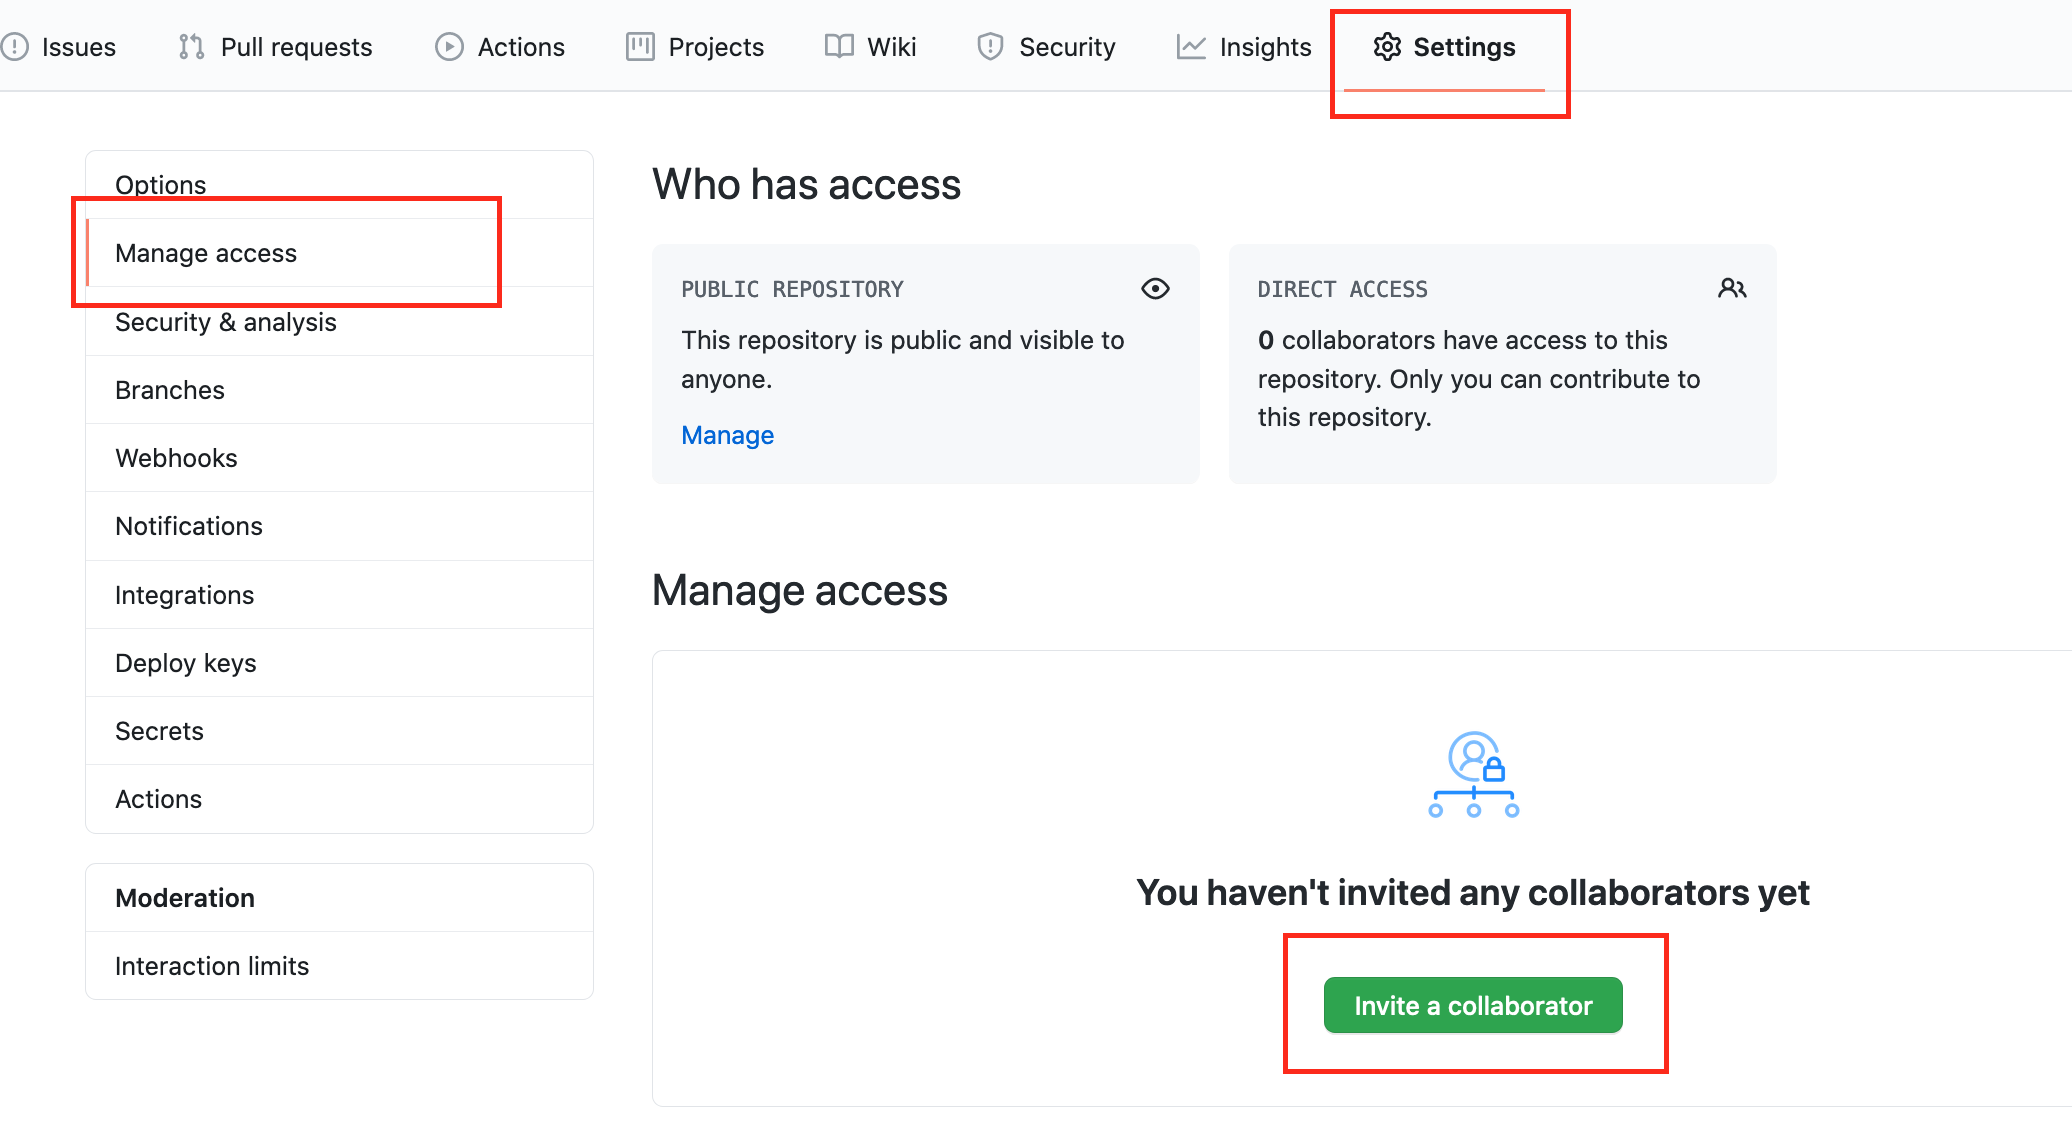 Issues Pull requests Actions Projects Wiki Security Insights Settings
Options
Manage access
Security & analysis
Branches
Webhooks
Notifications
Integrations
Deploy keys
Secrets
Actions
Moderation
Interaction limits
Who has access
PUBLIC REPOSITORY
This repository is public and visible to
anyone.
Manage
DIRECT ACCESS
0 collaborators have access to this
repository. Only you can contribute to
this repository.
Manage access
You haven't invited any collaborators yet
Invite a collaborator